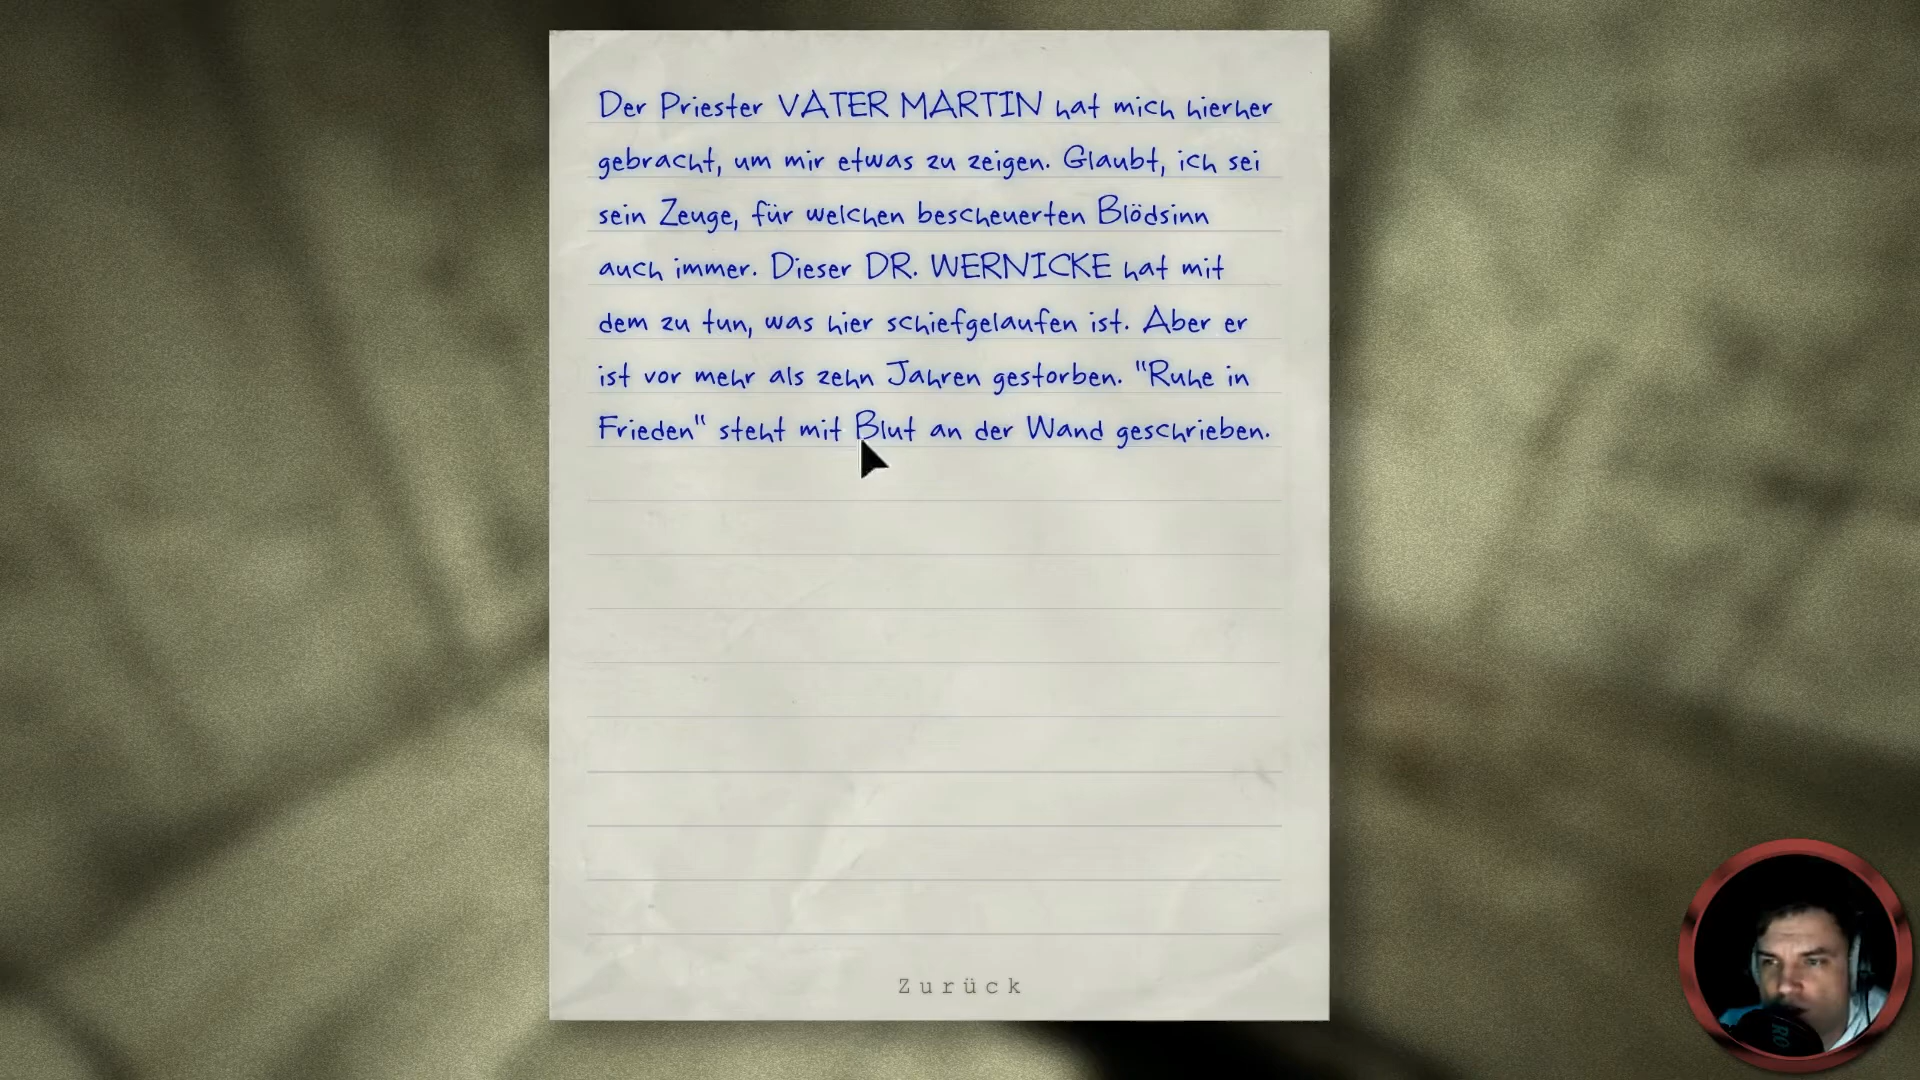 Der Priester VATER MARTIN hat mich hierher
gebracht, um mir etwas zu zeigen. Glaubt, ich sei
sein Zeuge, für welchen bescheuerten Blödsinn
auch immer. Dieser DR. WERNICKE hat mit
dem zu tun, was hier schiefgelaufen ist. Aber er
ist vor mehr als zehn Jahren gestorben. "Ruhe in
Frieden" steht mit Blut an der Wand geschrieben.
Zurück